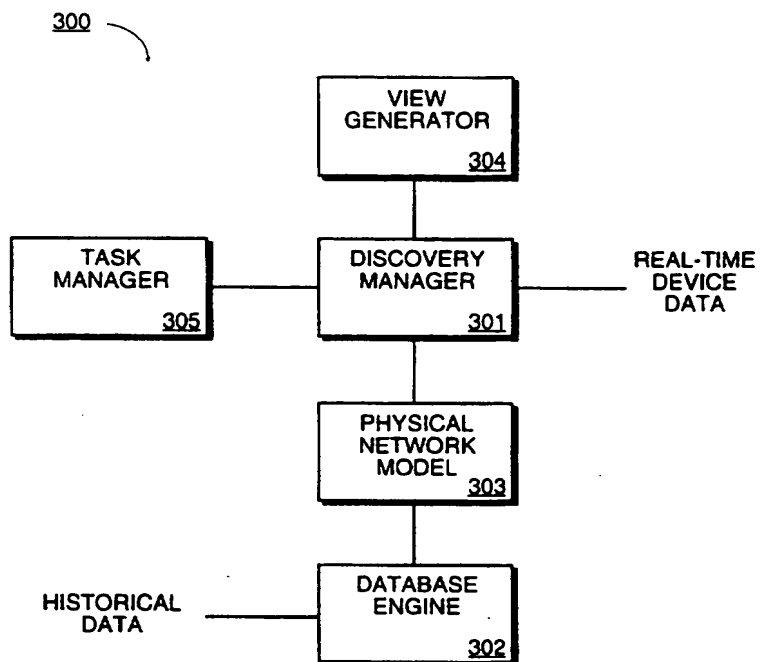 300
VIEW
GENERATOR
304
TASK
MANAGER
305
DISCOVERY
MANAGER
301
REAL-TIME
DEVICE
DATA
PHYSICAL
NETWORK
MODEL
303
HISTORICAL
DATA
DATABASE
ENGINE
302